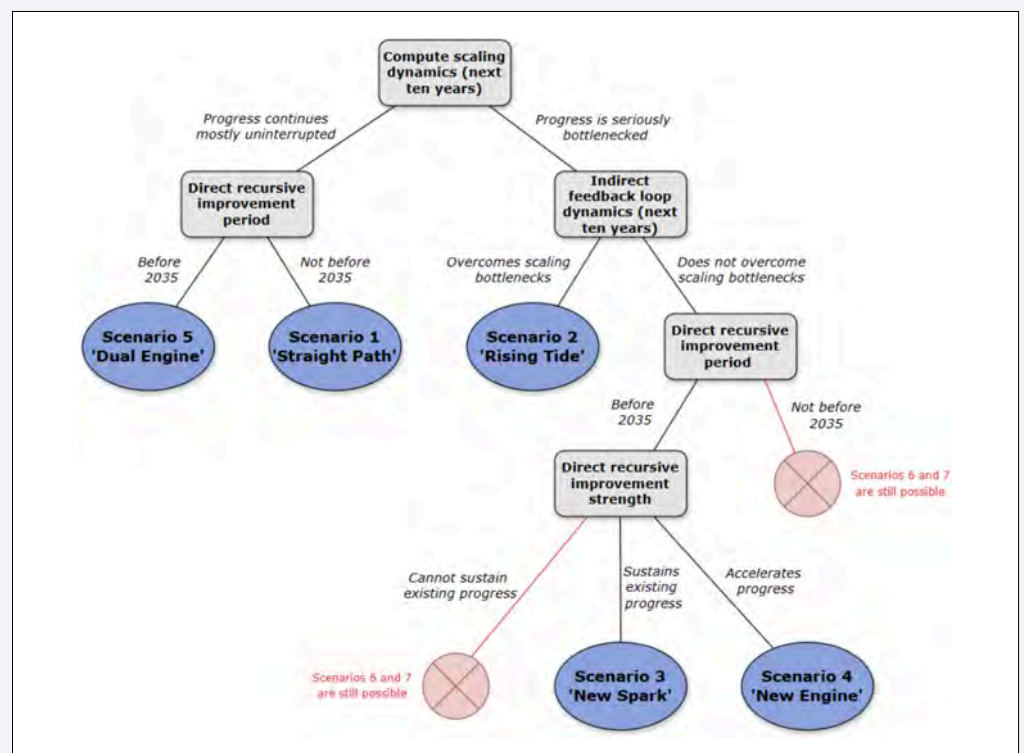 Compute scaling
dynamics (next
ten years)
Progress continues
mostly uninterrupted
Progress is seriously
bottlenecked
Direct recursive
improvement
period
Indirect
feedback loop
dynamics (next
ten years)
Before
2035
Not before
2035
Overcomes scaling
bottlenecks
Does not overcome
scaling bottlenecks
Scenario 5
'Dual Engine'
Scenario 1
'Straight Path'
Scenario 2
'Rising Tide'
Direct recursive
improvement
period
Before
2035
Not before
2035
Direct recursive
improvement
strength
Scenarios 6 and 7
are still possible
Cannot sustain
existing progress
Sustains
existing
progress
Accelerates
progress
Scenarios 6 and 7
are still possible
Scenario 3
'New Spark'
Scenario 4
'New Engine'